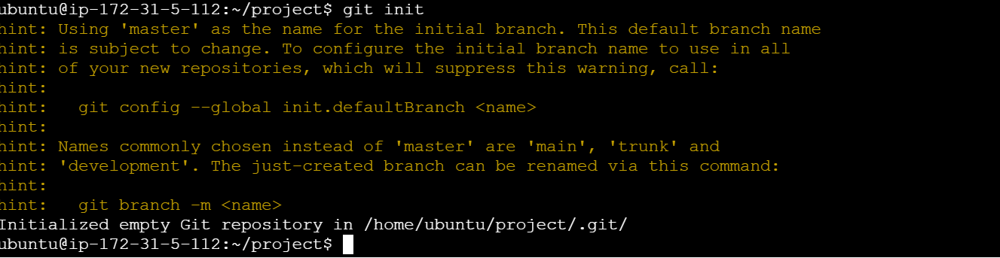 ubuntu@ip-172-31-5-112:~/project$ git init
hint: Using 'master' as the name for the initial branch. This default branch name
hint: is subject to change. To configure the initial branch name to use in all
hint: of your new repositories, which will suppress this warning, call:
hint:
hint:   git config --global init.defaultBranch <name>
hint:
hint: Names commonly chosen instead of 'master' are 'main', 'trunk' and
hint: 'development'. The just-created branch can be renamed via this command:
hint:
hint:   git branch -m <name>
Initialized empty Git repository in /home/ubuntu/project/.git/
ubuntu@ip-172-31-5-112:~/project$